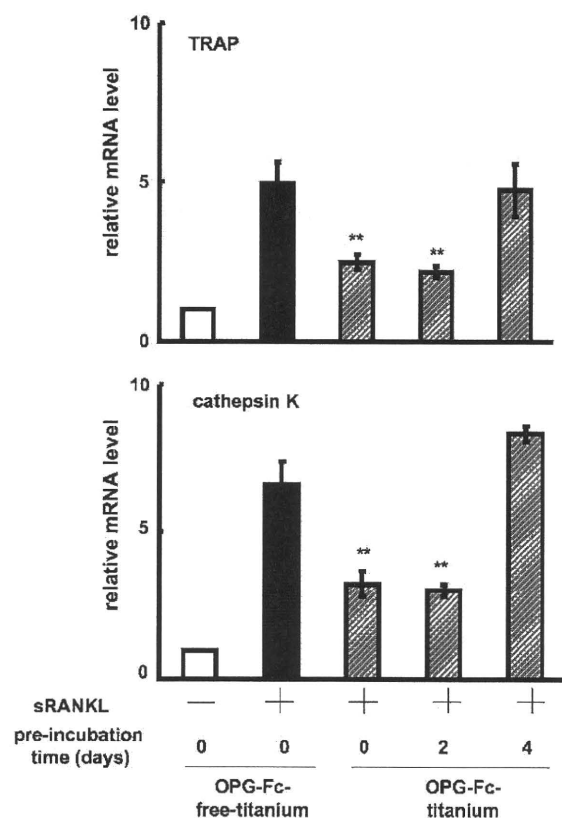 10
TRAP
relative mRNA level
5
**
**
0
10
cathepsin K
relative mRNA level
5
**
**
0
sRANKL — + + + +
pre-incubation
time (days) 0 0 0 2 4
OPG-Fc-
free-titanium
OPG-Fc-
titanium